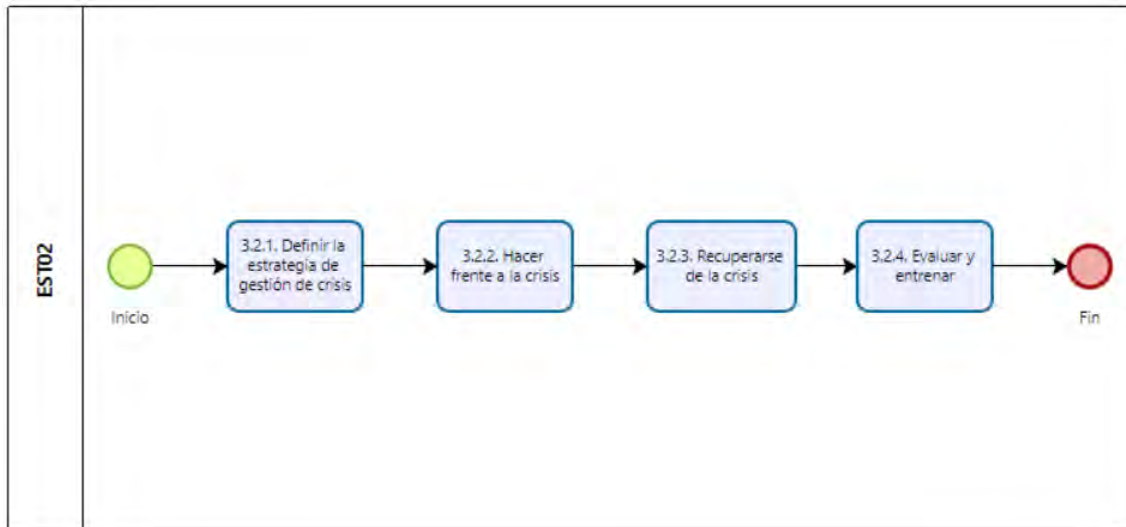 EST02
Inicio
3.2.1. Definir la
estrategia de
gestión de crisis
3.2.2. Hacer
frente a la crisis
3.2.3. Recuperarse
de la crisis
3.2.4. Evaluar y
entrenar
Fin